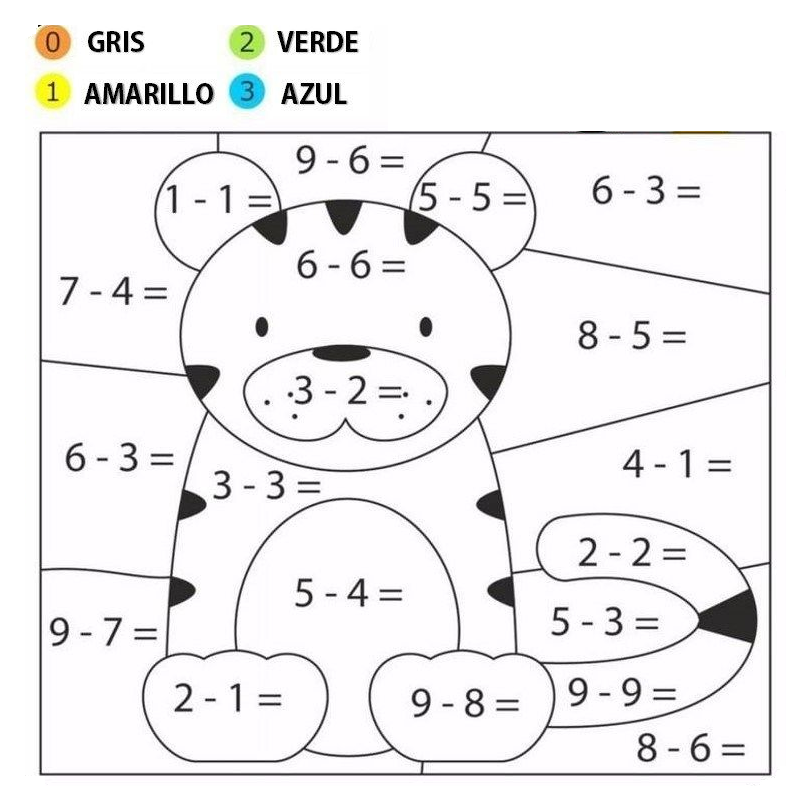 0 GRIS 2 VERDE
1 AMARILLO 3 AZUL
9 - 6 =
1 - 1 = 5 - 5 = 6 - 3 =
6 - 6 =
7 - 4 =
8 - 5 =
3 - 2 =
6 - 3 = 4 - 1 =
3 - 3 =
2 - 2 =
5 - 4 =
9 - 7 = 5 - 3 =
2 - 1 = 9 - 8 = 9 - 9 =
8 - 6 =